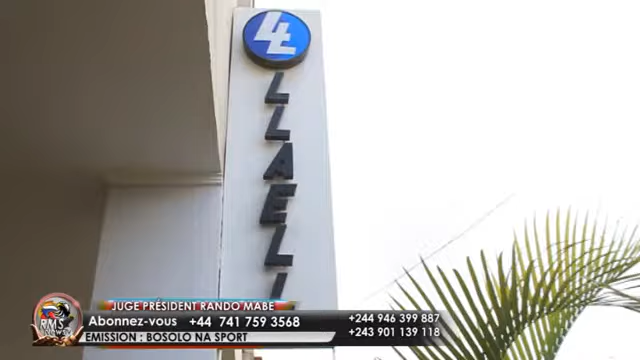 LLAELI
JUGE PRÉSIDENT RANDO MABE
Abonnez-vous +44 741 759 3568
+244 946 399 887
+243 901 139 118
EMISSION : BOSOLO NA SPORT
RMS